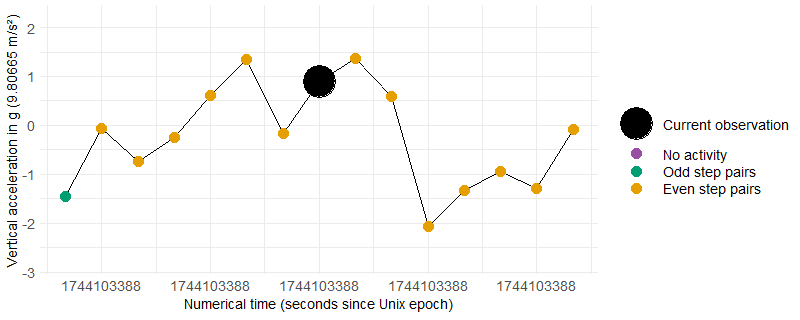 Vertical acceleration in g (9.80665 m/s²)
2
1
0
-1
-2
-3
1744103388 1744103388 1744103388 1744103388 1744103388
Numerical time (seconds since Unix epoch)
Current observation
No activity
Odd step pairs
Even step pairs